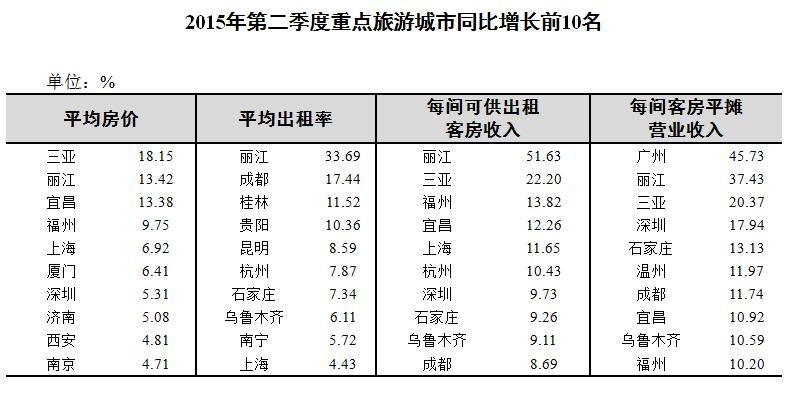 2015年第二季度重点旅游城市同比增长前10名
单位：%
平均房价 平均出租率 每间可供出租客房收入 每间客房平摊营业收入
三亚 18.15 丽江 33.69 丽江 51.63 广州 45.73
丽江 13.42 成都 17.44 三亚 22.20 丽江 37.43
宜昌 13.38 桂林 11.52 福州 13.82 三亚 20.37
福州 9.75 贵阳 10.36 宜昌 12.26 深圳 17.94
上海 6.92 昆明 8.59 上海 11.65 石家庄 13.13
厦门 6.41 杭州 7.87 杭州 10.43 温州 11.97
深圳 5.31 石家庄 7.34 深圳 9.73 成都 11.74
济南 5.08 乌鲁木齐 6.11 石家庄 9.26 宜昌 10.92
西安 4.81 南宁 5.72 乌鲁木齐 9.11 乌鲁木齐 10.59
南京 4.71 上海 4.43 成都 8.69 福州 10.20